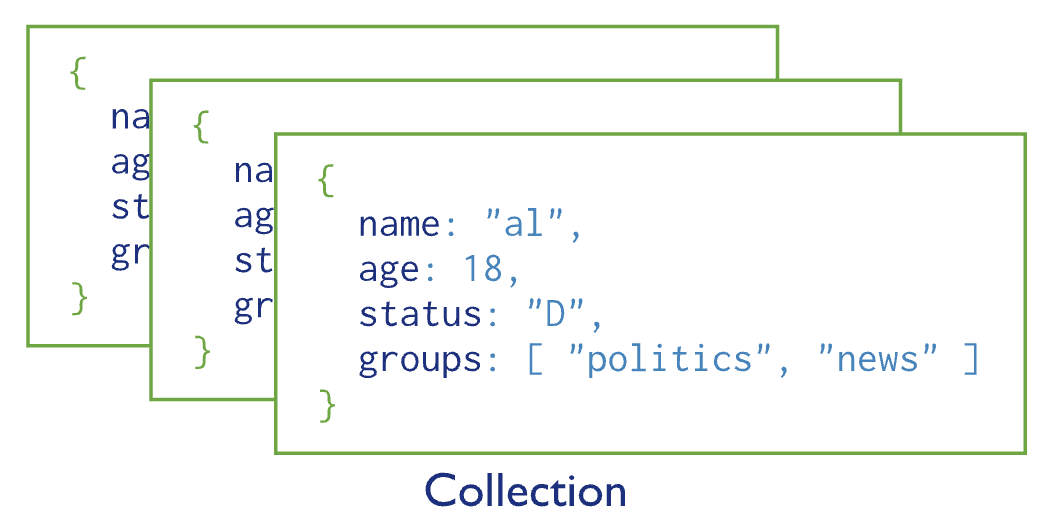 {
na
ag
st
gr
}
{
na
ag
st
gr
}
{
name: "al",
age: 18,
status: "D",
groups: [ "politics", "news" ]
}
Collection